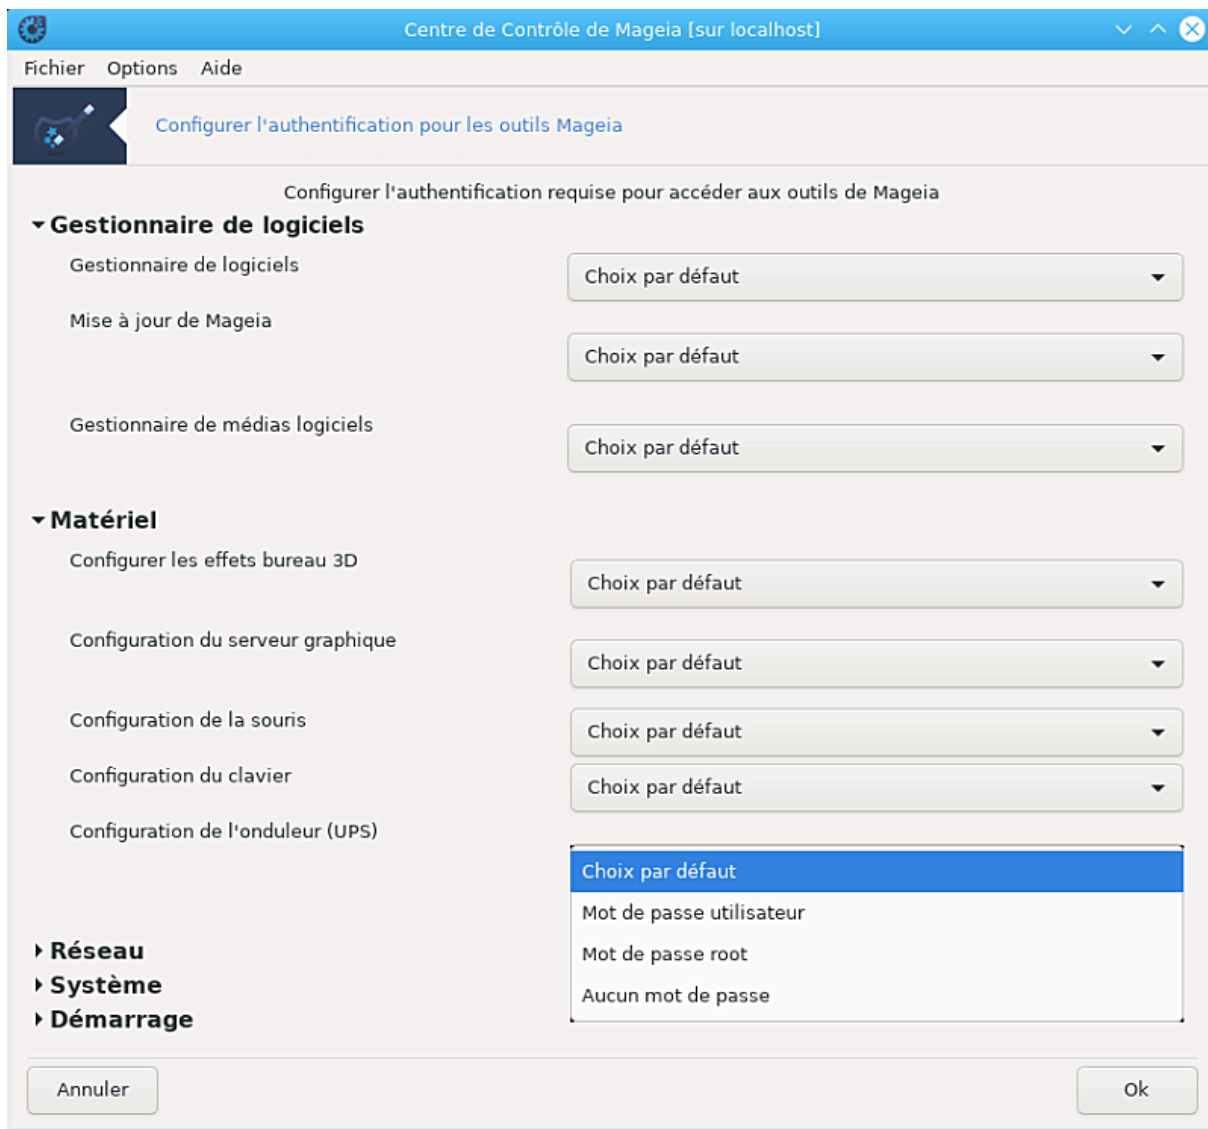 Centre de Contrôle de Mageia [sur localhost]
Fichier Options Aide
Configurer l'authentification pour les outils Mageia
Configurer l'authentification requise pour accéder aux outils de Mageia
Gestionnaire de logiciels
Gestionnaire de logiciels
Choix par défaut
Mise à jour de Mageia
Choix par défaut
Gestionnaire de médias logiciels
Choix par défaut
Matériel
Configurer les effets bureau 3D
Choix par défaut
Configuration du serveur graphique
Choix par défaut
Configuration de la souris
Choix par défaut
Configuration du clavier
Choix par défaut
Configuration de l'onduleur (UPS)
Choix par défaut
Mot de passe utilisateur
Mot de passe root
Aucun mot de passe
Réseau
Système
Démarrage
Annuler
Ok